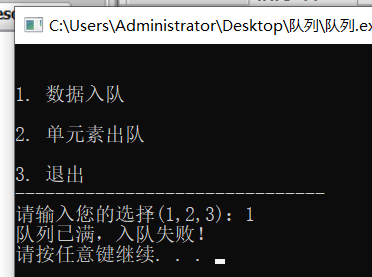 C:\Users\Administrator\Desktop\队列\队列.ex
1. 数据入队
2. 单元素出队
3. 退出
-------------------------------
请输入您的选择(1,2,3): 1
队列已满，入队失败！
请按任意键继续. . .